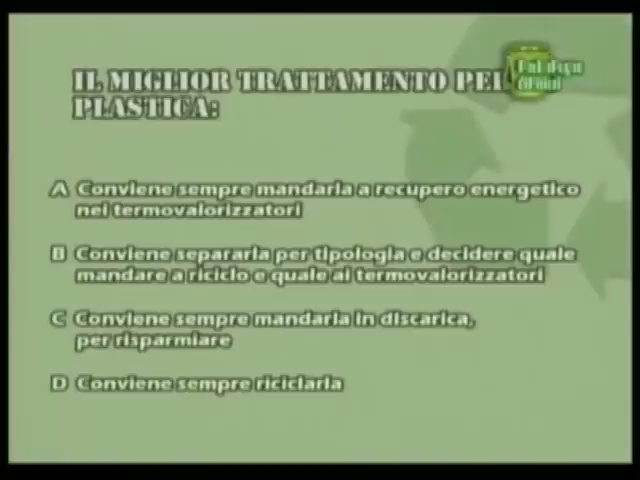 IL MIGLIOR TRATTAMENTO PER
PLASTICA:
A Conviene sempre mandarla a recupero energetico
nei termovalorizzatori
B Conviene separarla per tipologia e decidere quale
mandare a riciclo e quale ai termovalorizzatori
C Conviene sempre mandarla in discarica,
per risparmiare
D Conviene sempre riciclarla